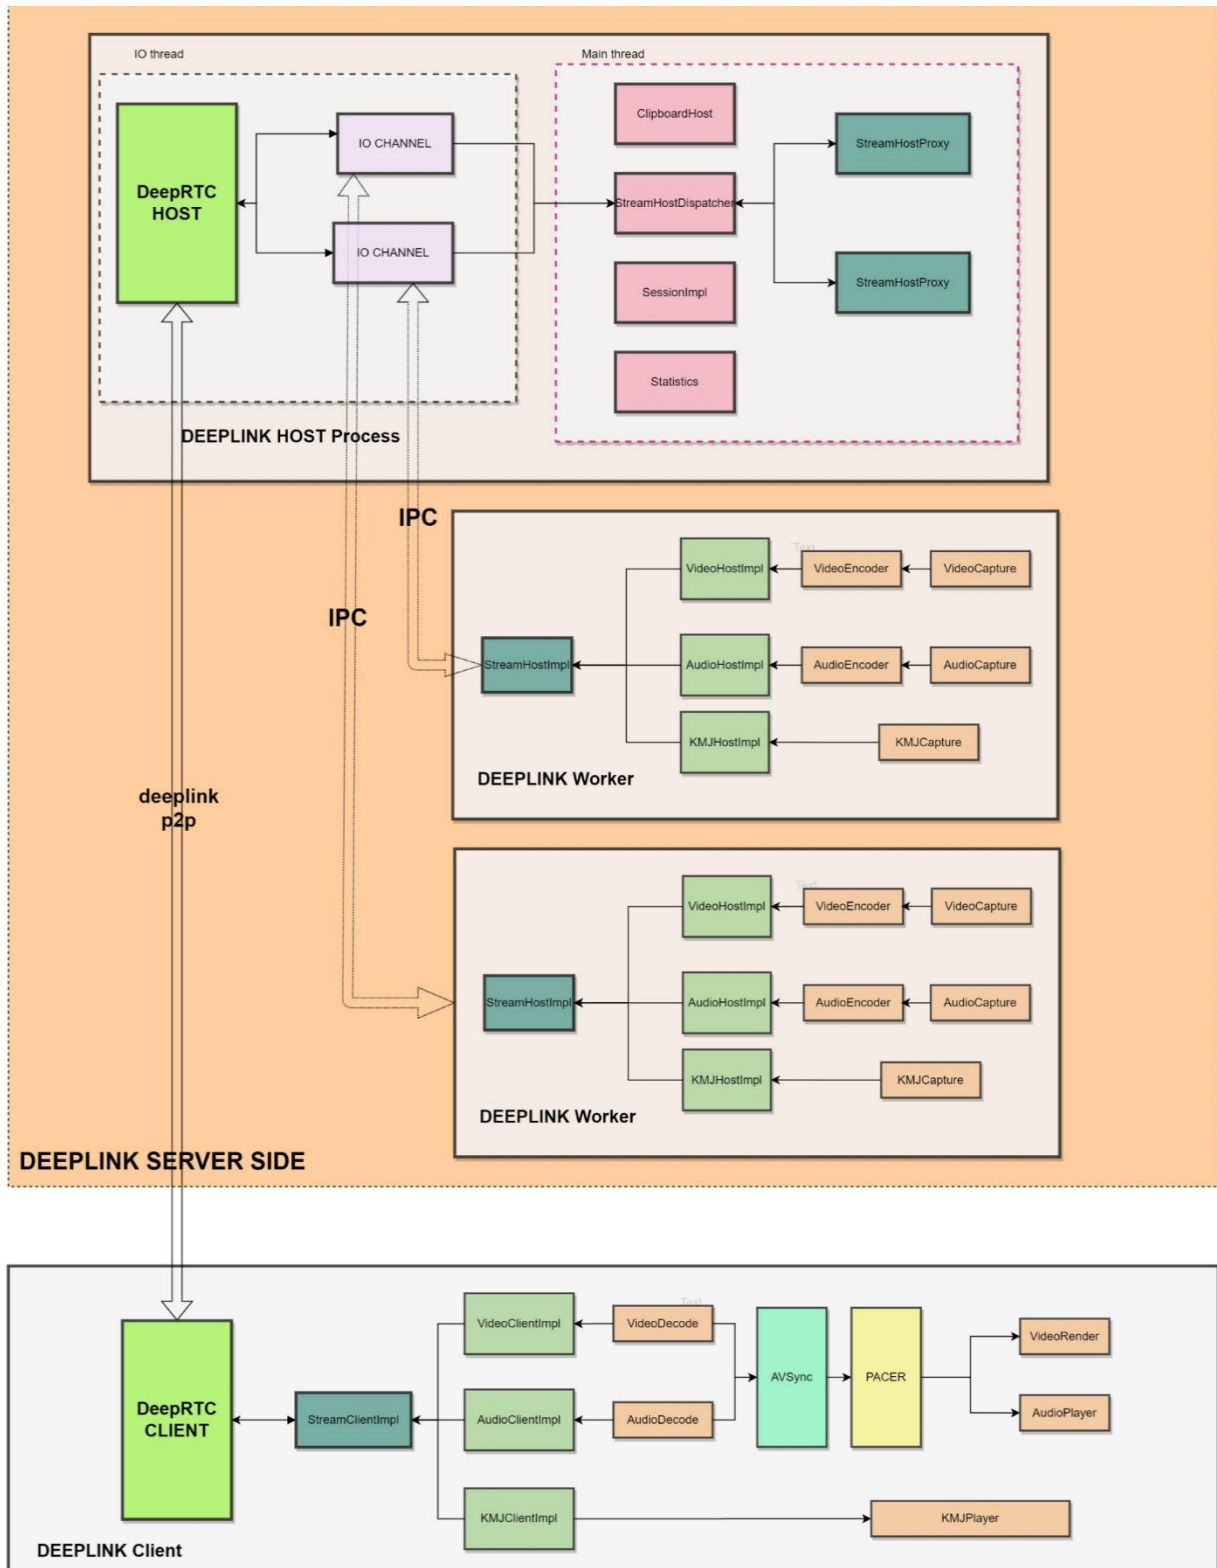 IO thread
Main thread
DeepRTC
HOST
IO CHANNEL
IO CHANNEL
ClipboardHost
StreamHostDispatcher
SessionImpl
Statistics
StreamHostProxy
StreamHostProxy
DEEPLINK HOST Process
IPC
IPC
Text
VideoHostImpl
VideoEncoder
VideoCapture
StreamHostImpl
AudioHostImpl
AudioEncoder
AudioCapture
KMJHostImpl
KMJCapture
DEEPLINK Worker
deeplink
p2p
Text
VideoHostImpl
VideoEncoder
VideoCapture
StreamHostImpl
AudioHostImpl
AudioEncoder
AudioCapture
KMJHostImpl
KMJCapture
DEEPLINK Worker
DEEPLINK SERVER SIDE
Text
DeepRTC
CLIENT
StreamClientImpl
VideoClientImpl
VideoDecode
AudioClientImpl
AudioDecode
AVSync
PACER
VideoRender
AudioPlayer
KMJClientImpl
KMJPlayer
DEEPLINK Client